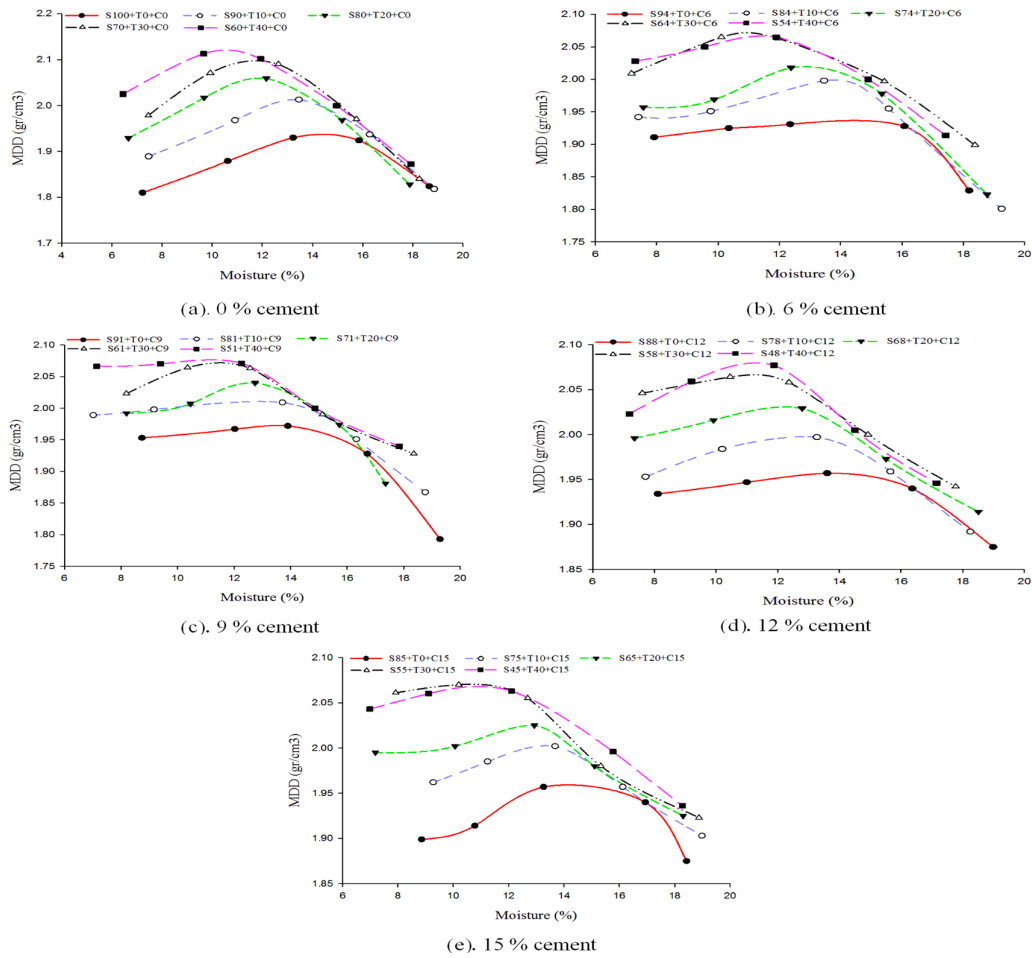 S100+T0+C0 S90+T10+C0 S80+T20+C0
S70+T30+C0 S60+T40+C0
MDD (gr/cm3)
2.2
2.1
2.0
1.9
1.8
1.7
4 6 8 10 12 14 16 18 20
Moisture (%)
(a). 0 % cement
S94+T0+C6 S84+T10+C6 S74+T20+C6
S64+T30+C6 S54+T40+C6
MDD (gr/cm3)
2.10
2.05
2.00
1.95
1.90
1.85
1.80
1.75
6 8 10 12 14 16 18 20
Moisture (%)
(b). 6 % cement
S91+T0+C9 S81+T10+C9 S71+T20+C9
S61+T30+C9 S51+T40+C9
MDD (gr/cm3)
2.10
2.05
2.00
1.95
1.90
1.85
1.80
1.75
6 8 10 12 14 16 18 20
Moisture (%)
(c). 9 % cement
S88+T0+C12 S78+T10+C12 S68+T20+C12
S58+T30+C12 S48+T40+C12
MDD (gr/cm3)
2.10
2.05
2.00
1.95
1.90
1.85
6 8 10 12 14 16 18 20
Moisture (%)
(d). 12 % cement
S85+T0+C15 S75+T10+C15 S65+T20+C15
S55+T30+C15 S45+T40+C15
MDD (gr/cm3)
2.10
2.05
2.00
1.95
1.90
1.85
6 8 10 12 14 16 18 20
Moisture (%)
(e). 15 % cement